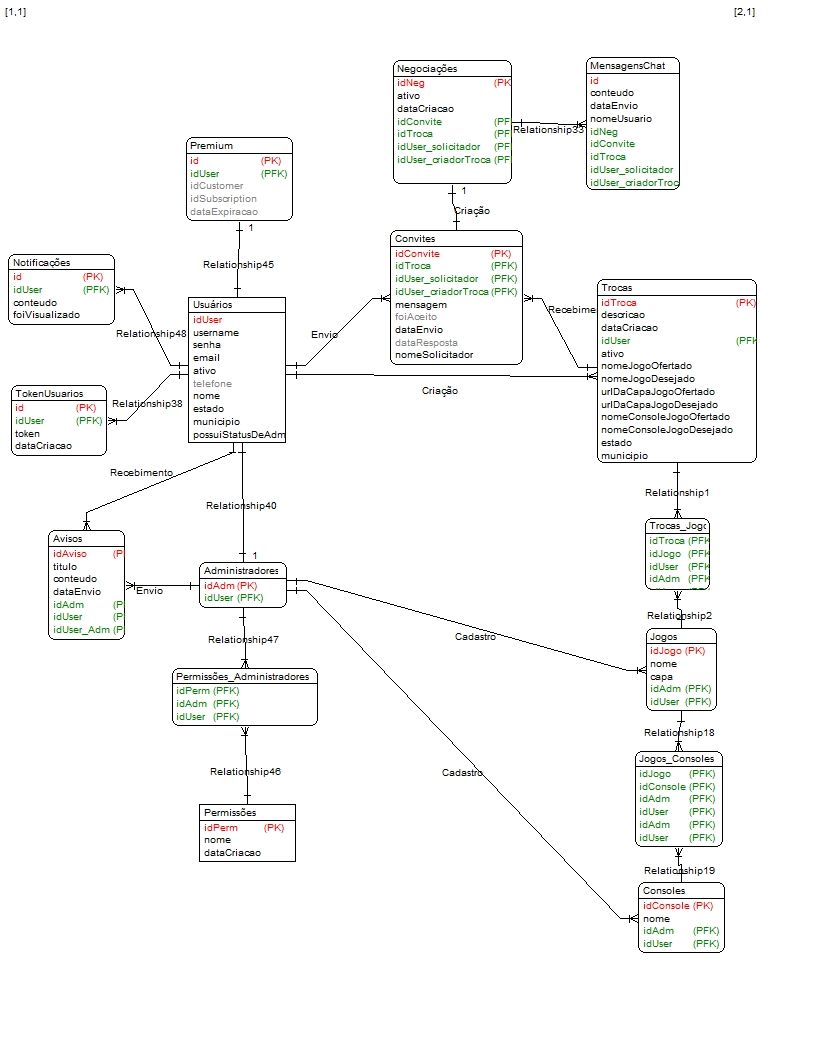 [1,1]
[2,1]
Negociações
idNeg (PK
ativo
dataCriacao
idConvite (PF
idTroca (PF
idUser_solicitador (PF
idUser_criadorTroca (PF
MensagensChat
id
conteudo
dataEnvio
nomeUsuario
idNeg
idConvite
idTroca
idUser_solicitador
idUser_criadorTroc
Relationship33
Premium
id (PK)
idUser (PFK)
idCustomer
idSubscription
dataExpiracao
1
Criação
1
Relationship45
Convites
idConvite (PK)
idTroca (PFK)
idUser_solicitador (PFK)
idUser_criadorTroca (PFK)
mensagem
foiAceito
dataEnvio
dataResposta
nomeSolicitador
Notificações
id (PK)
idUser (PFK)
conteudo
foiVisualizado
Relationship48
Usuários
idUser
username
senha
email
ativo
telefone
nome
estado
municipio
possuiStatusDeAdm
Envio
Recebime
Criação
Trocas
idTroca (PK)
descricao
dataCriacao
idUser (PFK
ativo
nomeJogoOfertado
nomeJogoDesejado
urlDaCapaJogoOfertado
urlDaCapaJogoDesejado
nomeConsoleJogoOfertado
nomeConsoleJogoDesejado
estado
municipio
TokenUsuarios
id (PK)
idUser (PFK)
token
dataCriacao
Relationship38
Recebimento
Relationship40
1
Relationship1
Avisos
idAviso (P
titulo
conteudo
dataEnvio
idAdm (P
idUser (P
idUser_Adm (P
Envio
Administradores
idAdm (PK)
idUser (PFK)
Trocas_Jogo
idTroca (PFK
idJogo (PFK
idUser (PFK
idAdm (PFK
Relationship2
Relationship47
Cadastro
Jogos
idJogo (PK)
nome
capa
idAdm (PFK)
idUser (PFK)
Permissões_Administradores
idPerm (PFK)
idAdm (PFK)
idUser (PFK)
Relationship18
Relationship46
Cadastro
Jogos_Consoles
idJogo (PFK)
idConsole (PFK)
idAdm (PFK)
idUser (PFK)
idAdm (PFK)
idUser (PFK)
Permissões
idPerm (PK)
nome
dataCriacao
Relationship19
Consoles
idConsole (PK)
nome
idAdm (PFK)
idUser (PFK)